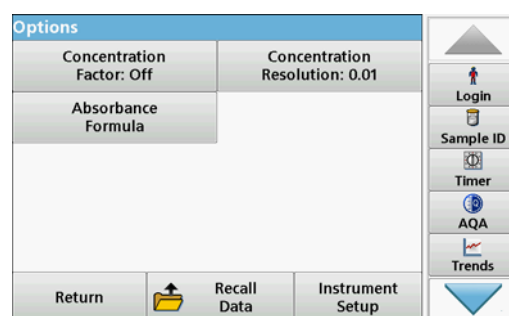 Options
Concentration
Factor: Off
Concentration
Resolution: 0.01
Absorbance
Formula
Login
Sample ID
Timer
AQA
Trends
Return
Recall
Data
Instrument
Setup